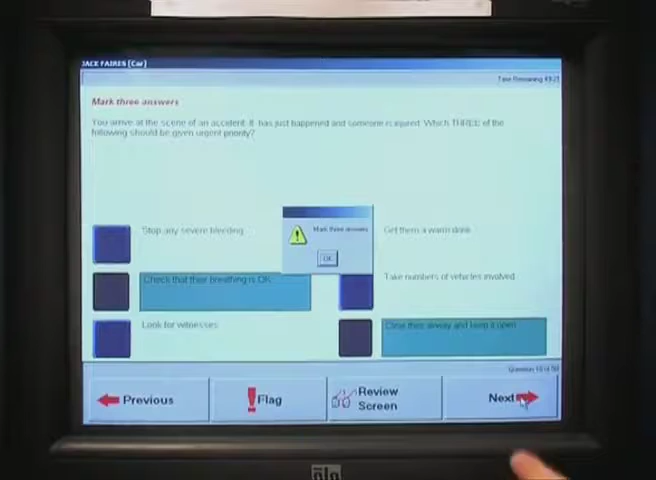 JACK FAIRES [Car]
Time Remaining
Mark three answers
You arrive at the scene of an accident. It has just happened and someone is injured. Which THREE of the
following should be given urgent priority?
Stop any severe bleeding
Mark three answers
OK
Get them a warm drink
Check that their breathing is OK
Take numbers of vehicles involved
Look for witnesses
Clear their airway and keep it open
Question 10 of 50
Previous
Flag
Review
Screen
Next